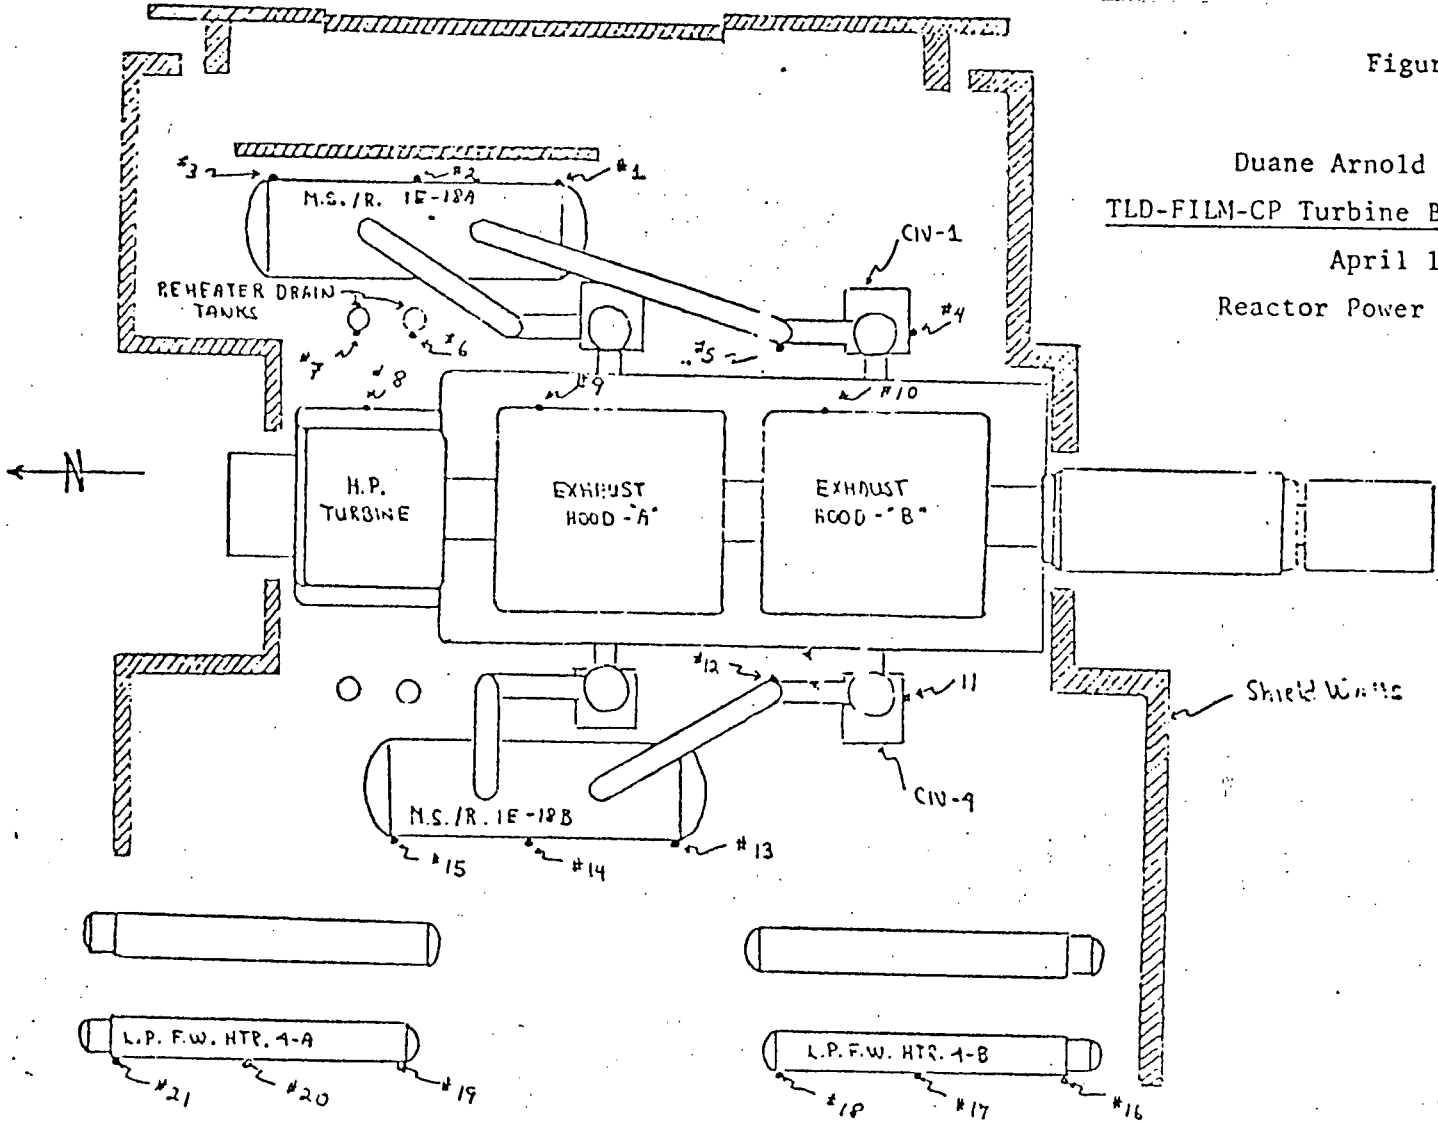 Figur
Duane Arnold
TLD-FILM-CP Turbine B
April 1
Reactor Power
#3
#2
#1
M.S./R. 1E-18A
CIV-1
REHEATER DRAIN
TANKS
#4
#5
#6
#7
#8
#9
#10
N
H.P.
TURBINE
EXHAUST
HOOD-"A"
EXHAUST
HOOD-"B"
#12
11
Shield Walls
CIV-4
M.S./R. 1E-18B
#15
#14
#13
L.P. F.W. HTR. 4-A
L.P. F.W. HTR. 4-B
#21
#20
#19
#18
#17
#16